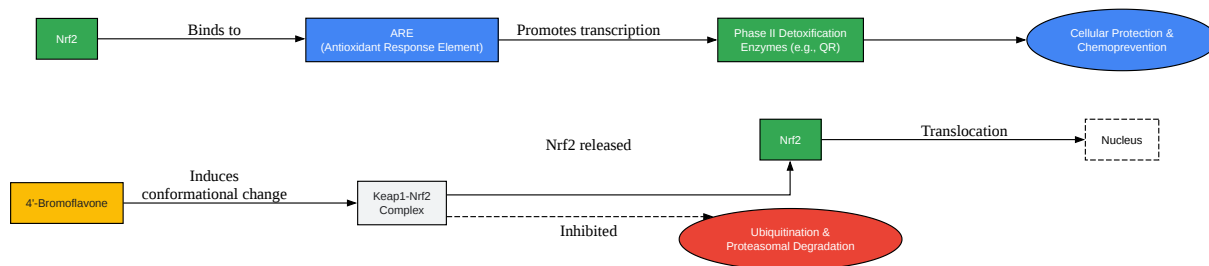 Nrf2
Binds to
ARE
(Antioxidant Response Element)
Promotes transcription
Phase II Detoxification
Enzymes (e.g., QR)
Cellular Protection &
Chemoprevention
4'-Bromoflavone
Induces
conformational change
Keap1-Nrf2
Complex
Nrf2 released
Nrf2
Translocation
Nucleus
Inhibited
Ubiquitination &
Proteasomal Degradation